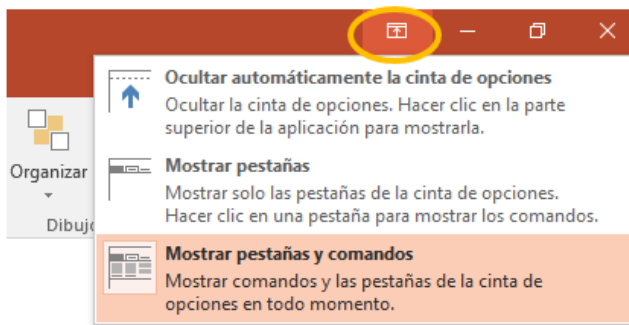 Ocultar automáticamente la cinta de opciones
Ocultar la cinta de opciones. Hacer clic en la parte
superior de la aplicación para mostrarla.
Organizar
Mostrar pestañas
Mostrar solo las pestañas de la cinta de opciones.
Hacer clic en una pestaña para mostrar los comandos.
Mostrar pestañas y comandos
Mostrar comandos y las pestañas de la cinta de
opciones en todo momento.